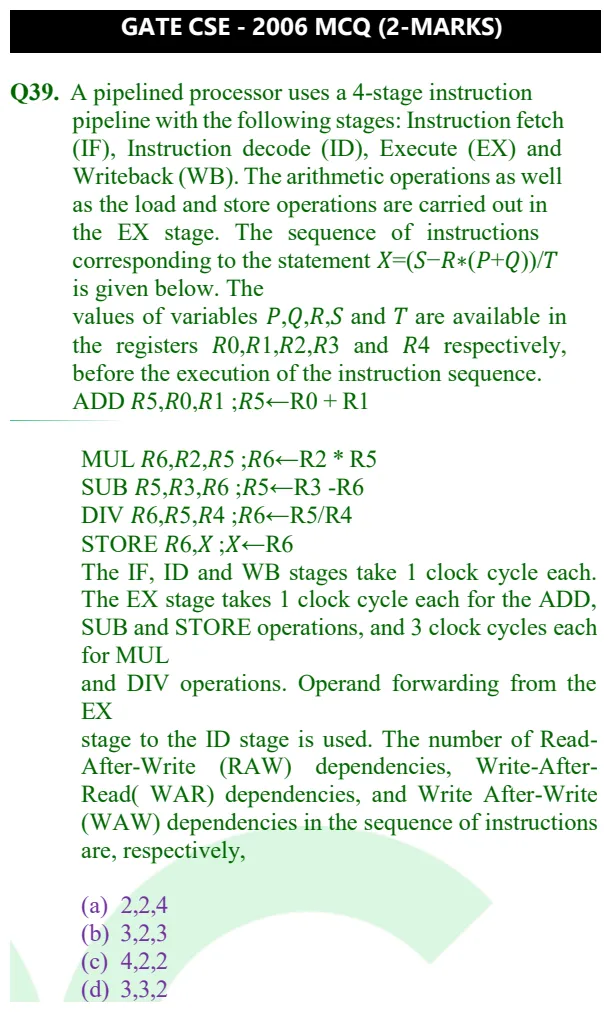 GATE CSE - 2006 MCQ (2-MARKS)
Q39. A pipelined processor uses a 4-stage instruction
pipeline with the following stages: Instruction fetch
(IF), Instruction decode (ID), Execute (EX) and
Writeback (WB). The arithmetic operations as well
as the load and store operations are carried out in
the EX stage. The sequence of instructions
corresponding to the statement 𝑋=(𝑆−𝑅∗(𝑃+𝑄))/𝑇
is given below. The
values of variables 𝑃,𝑄,𝑅,𝑆 and 𝑇 are available in
the registers 𝑅0,𝑅1,𝑅2,𝑅3 and 𝑅4 respectively,
before the execution of the instruction sequence.
ADD 𝑅5,𝑅0,𝑅1 ;𝑅5←R0 + R1
MUL 𝑅6,𝑅2,𝑅5 ;𝑅6←R2 * R5
SUB 𝑅5,𝑅3,𝑅6 ;𝑅5←R3 -R6
DIV 𝑅6,𝑅5,𝑅4 ;𝑅6←R5/R4
STORE 𝑅6,𝑋 ;𝑋←R6
The IF, ID and WB stages take 1 clock cycle each.
The EX stage takes 1 clock cycle each for the ADD,
SUB and STORE operations, and 3 clock cycles each
for MUL
and DIV operations. Operand forwarding from the
EX
stage to the ID stage is used. The number of Read-
After-Write (RAW) dependencies, Write-After-
Read( WAR) dependencies, and Write After-Write
(WAW) dependencies in the sequence of instructions
are, respectively,
(a) 2,2,4
(b) 3,2,3
(c) 4,2,2
(d) 3,3,2